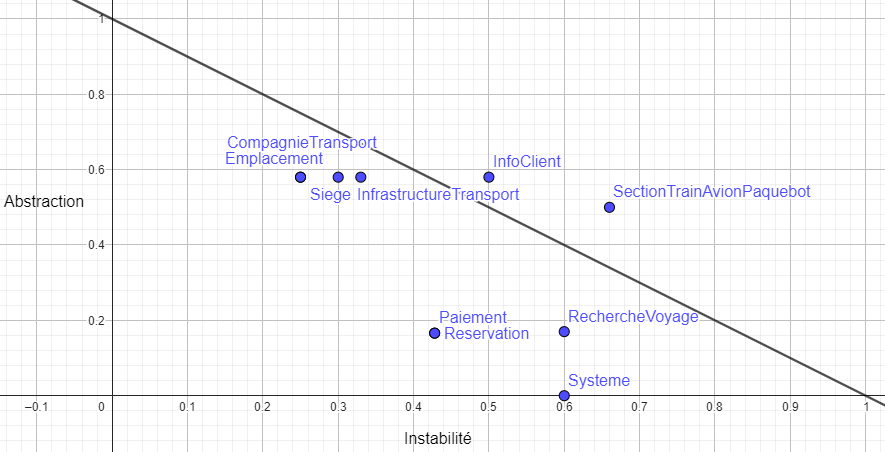 1
0.8
CompagnieTransport
Emplacement
0.6
InfoClient
Siege InfrastructureTransport
SectionTrainAvionPaquebot
Abstraction
0.4
0.2
Paiement
Reservation
RechercheVoyage
Systeme
−0.1 0 0.1 0.2 0.3 0.4 0.5 0.6 0.7 0.8 0.9 1
Instabilité